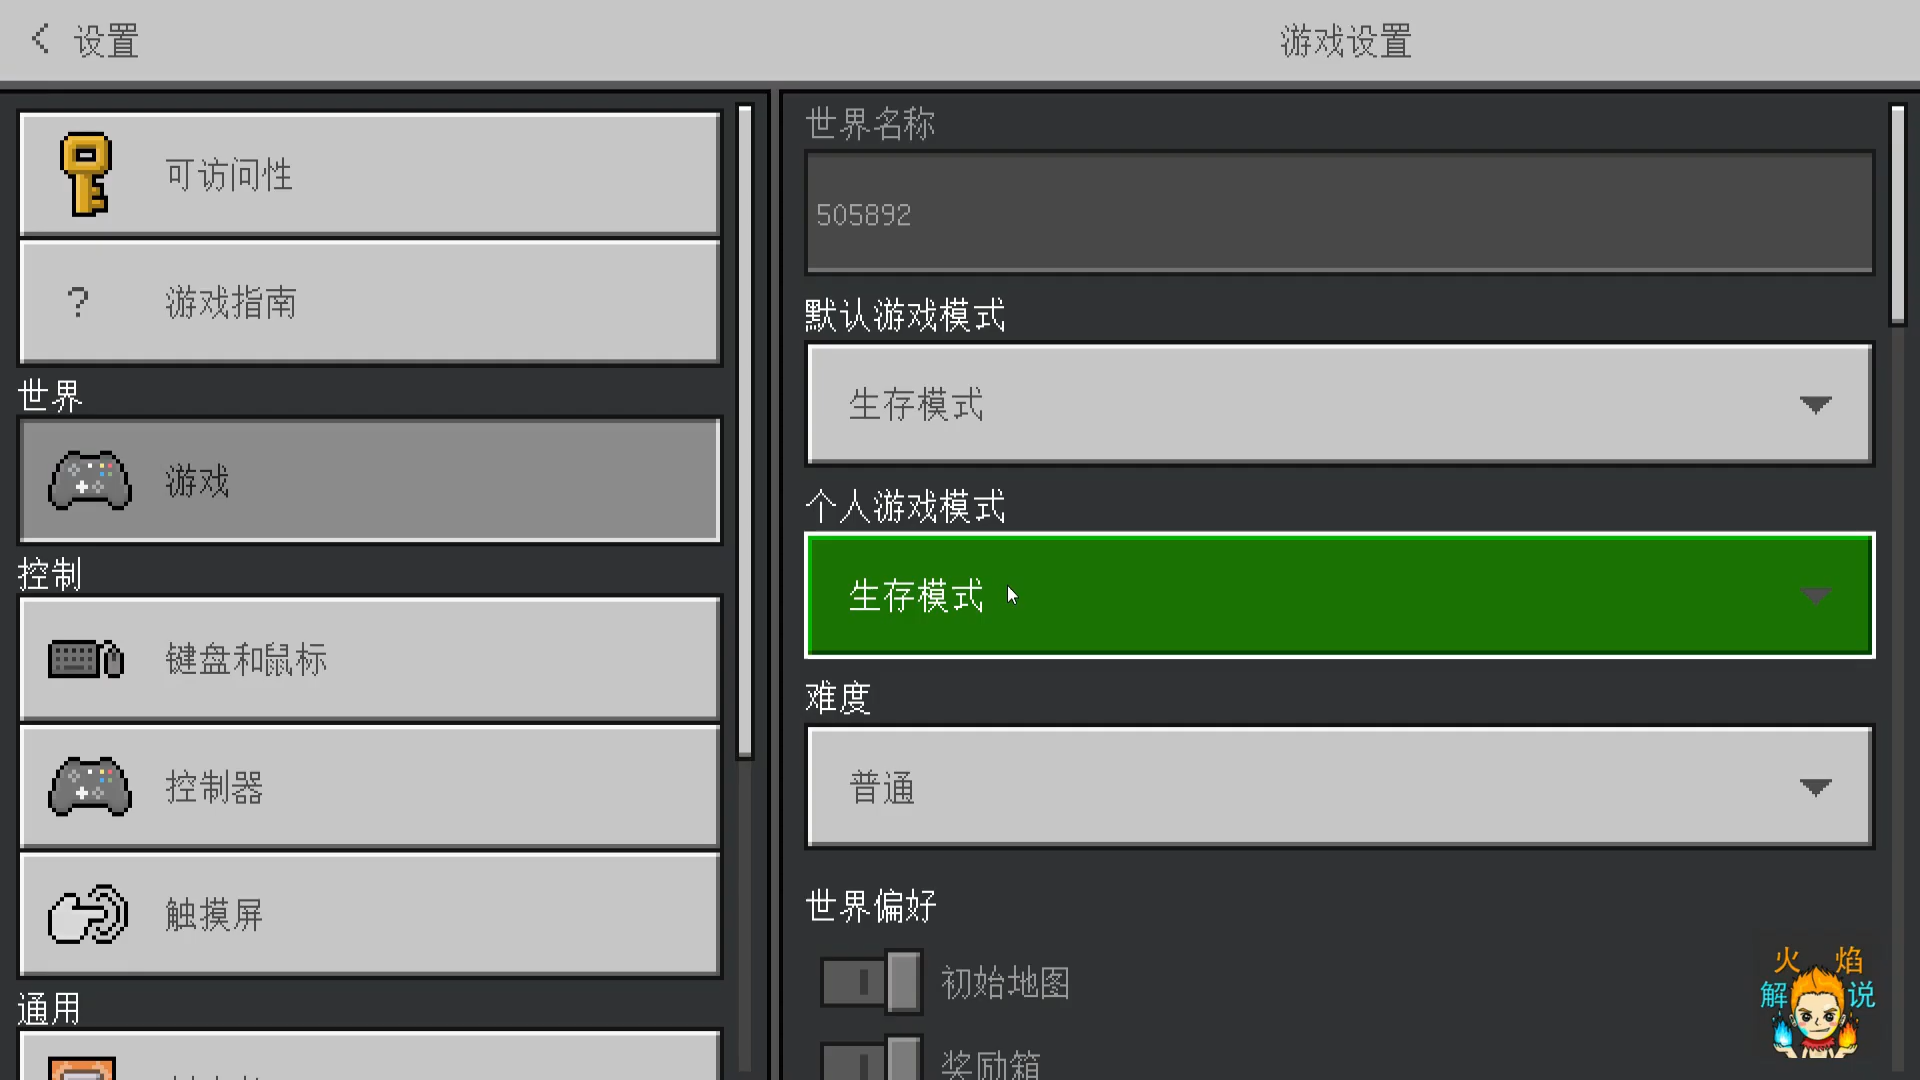 设置
游戏设置
可访问性
? 游戏指南
世界
游戏
控制
键盘和鼠标
控制器
触摸屏
通用
世界名称
505892
默认游戏模式
生存模式
个人游戏模式
生存模式
难度
普通
世界偏好
初始地图
奖励箱
火焰
解说